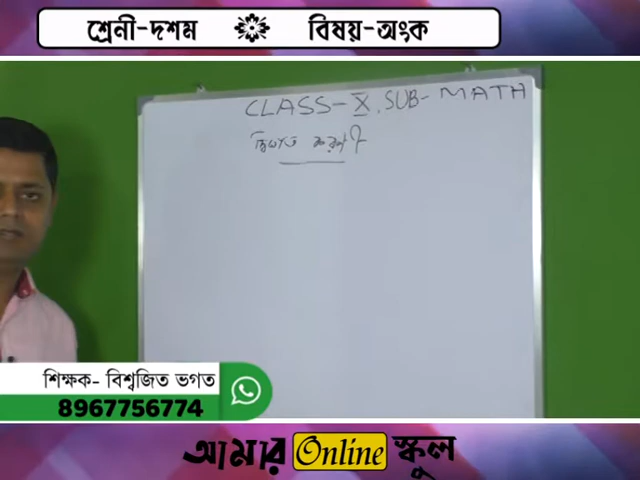 শ্রেনী-দশম বিষয়-অংক
CLASS-X. SUB- MATH
দ্বিঘাত করণী
শিক্ষক- বিশ্বজিত ভগত
8967756774
আমার Online স্কুল